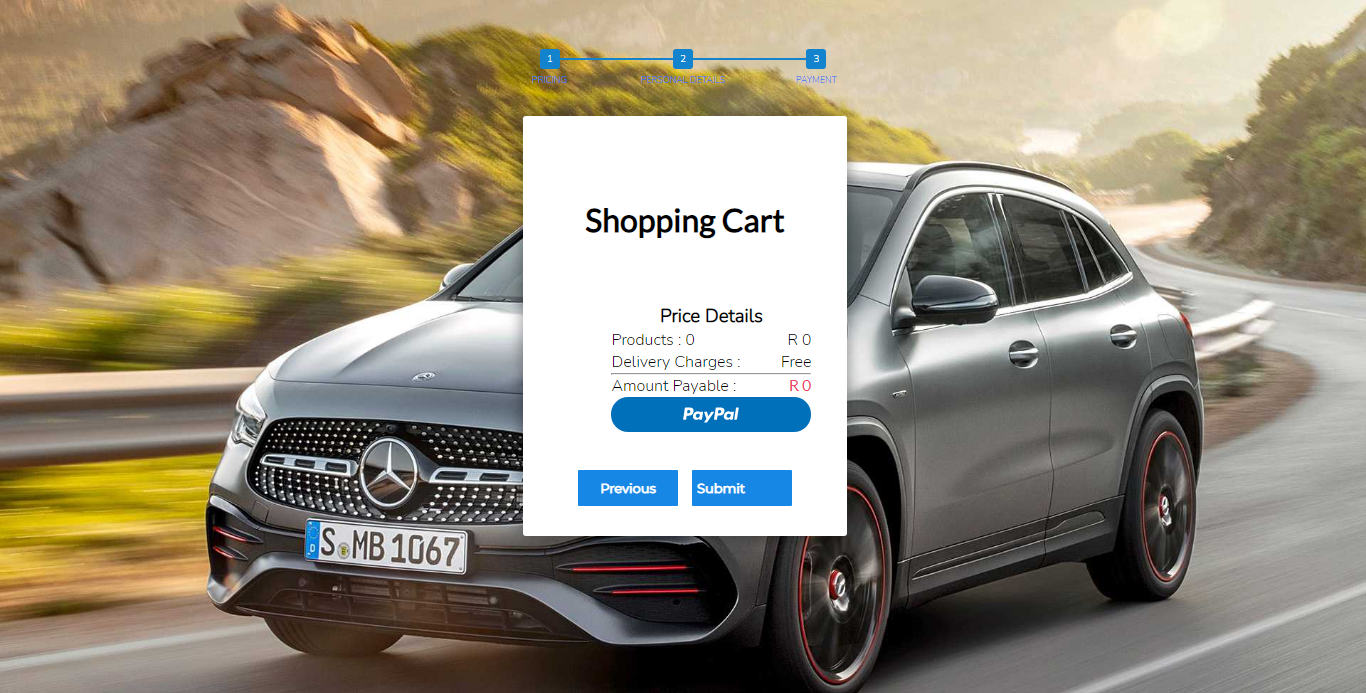 1 2 3
PRICING PERSONAL DETAILS PAYMENT
Shopping Cart
Price Details
Products : 0 R 0
Delivery Charges : Free
Amount Payable : R 0
PayPal
Previous Submit
S MB 1067
D